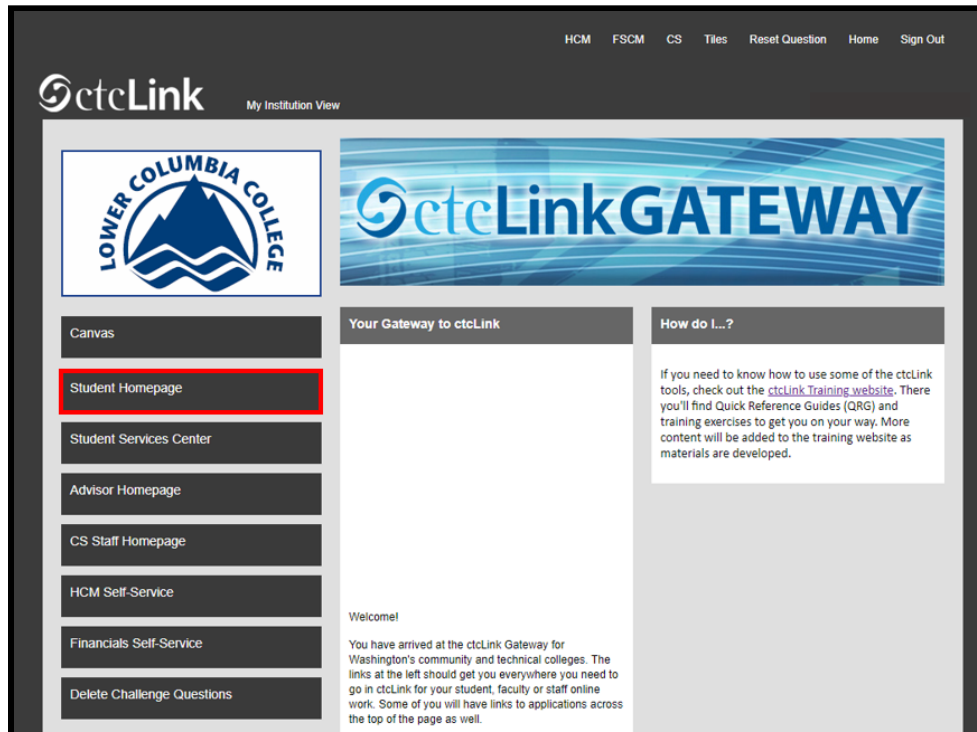 HCM FSCM CS Tiles Reset Question Home Sign Out
ctcLink My Institution View
LOWER COLUMBIA COLLEGE
ctcLink GATEWAY
Canvas
Student Homepage
Student Services Center
Advisor Homepage
CS Staff Homepage
HCM Self-Service
Financials Self-Service
Delete Challenge Questions
Your Gateway to ctcLink
Welcome!
You have arrived at the ctcLink Gateway for
Washington's community and technical colleges. The
links at the left should get you everywhere you need to
go in ctcLink for your student, faculty or staff online
work. Some of you will have links to applications across
the top of the page as well.
How do I...?
If you need to know how to use some of the ctcLink
tools, check out the ctcLink Training website. There
you'll find Quick Reference Guides (QRG) and
training exercises to get you on your way. More
content will be added to the training website as
materials are developed.